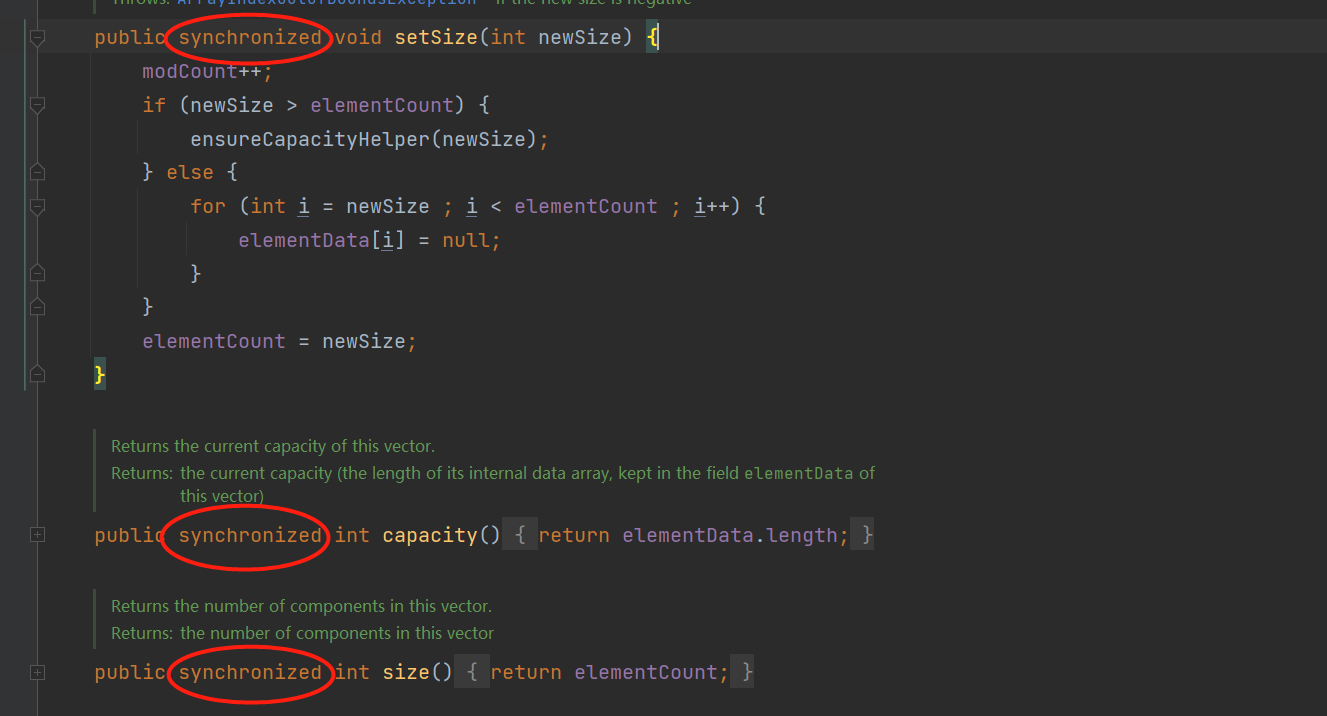 Throws: ArrayIndexOutOfBoundsException – if the new size is negative
public synchronized void setSize(int newSize) {
modCount++;
if (newSize > elementCount) {
ensureCapacityHelper(newSize);
} else {
for (int i = newSize ; i < elementCount ; i++) {
elementData[i] = null;
}
}
elementCount = newSize;
}
Returns the current capacity of this vector.
Returns: the current capacity (the length of its internal data array, kept in the field elementData of
this vector)
public synchronized int capacity() { return elementData.length; }
Returns the number of components in this vector.
Returns: the number of components in this vector
public synchronized int size() { return elementCount; }